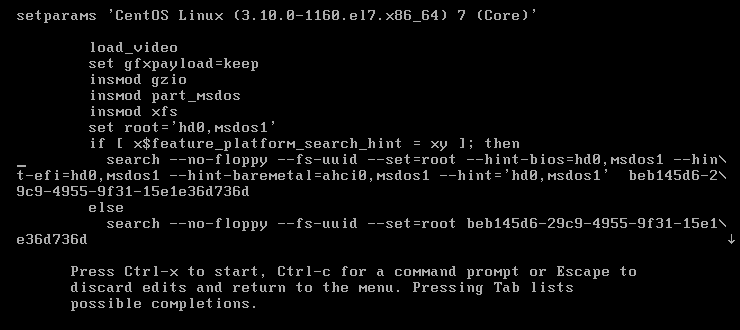 setparams 'CentOS Linux (3.10.0-1160.el7.x86_64) 7 (Core)'
load_video
set gfxpayload=keep
insmod gzio
insmod part_msdos
insmod xfs
set root='hd0,msdos1'
if [ x$feature_platform_search_hint = xy ]; then
search --no-floppy --fs-uuid --set=root --hint-bios=hd0,msdos1 --hin\
t-efi=hd0,msdos1 --hint-baremetal=ahci0,msdos1 --hint='hd0,msdos1'  beb145d6-2\
9c9-4955-9f31-15e1e36d736d
else
search --no-floppy --fs-uuid --set=root beb145d6-29c9-4955-9f31-15e1\
e36d736d ↓
Press Ctrl-x to start, Ctrl-c for a command prompt or Escape to
discard edits and return to the menu. Pressing Tab lists
possible completions.